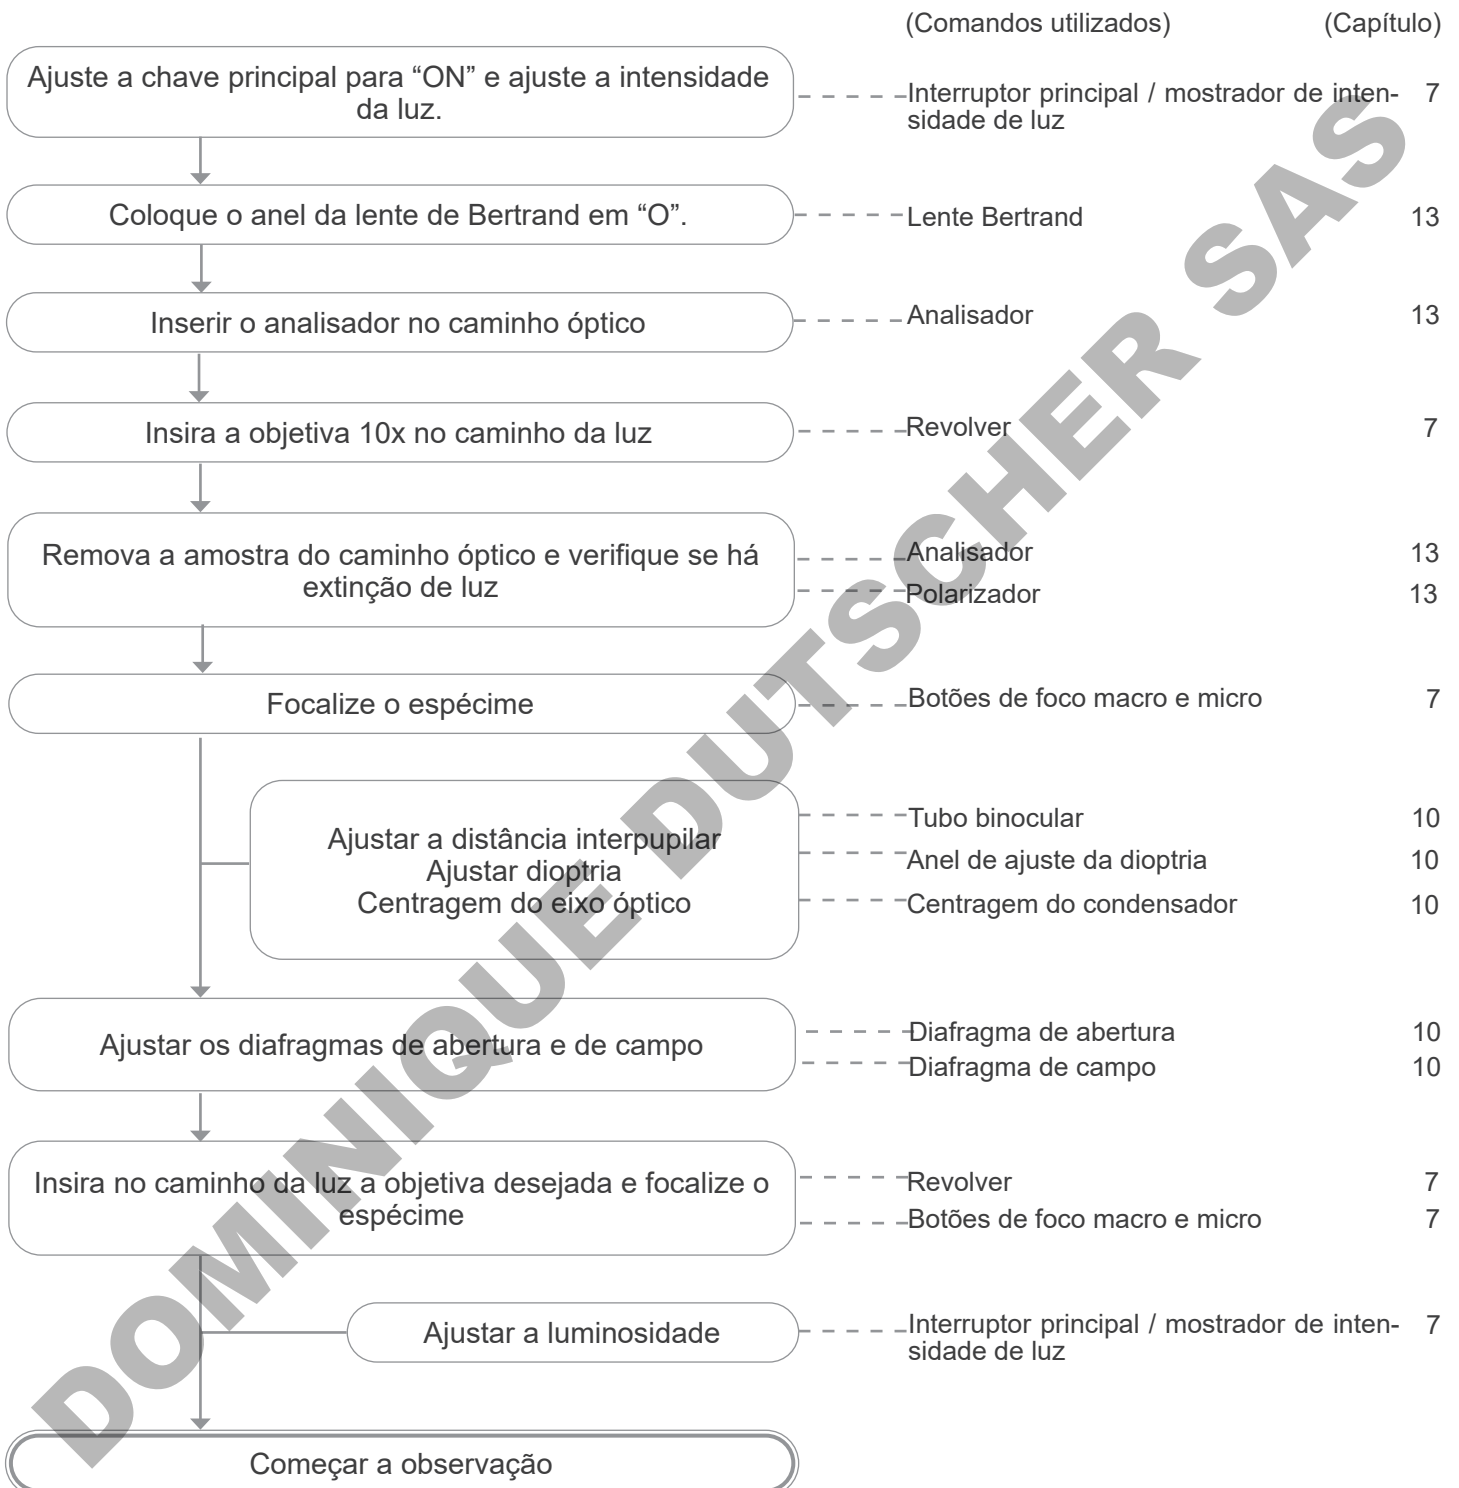 (Comandos utilizados) (Capítulo)
Ajuste a chave principal para “ON” e ajuste a intensidade
da luz.
Interruptor principal / mostrador de inten- 7
sidade de luz
Coloque o anel da lente de Bertrand em “O”.
Lente Bertrand 13
Inserir o analisador no caminho óptico
Analisador 13
Insira a objetiva 10x no caminho da luz
Revolver 7
Remova a amostra do caminho óptico e verifique se há
extinção de luz
Analisador 13
Polarizador 13
Focalize o espécime
Botões de foco macro e micro 7
Ajustar a distância interpupilar
Ajustar dioptria
Centragem do eixo óptico
Tubo binocular 10
Anel de ajuste da dioptria 10
Centragem do condensador 10
Ajustar os diafragmas de abertura e de campo
Diafragma de abertura 10
Diafragma de campo 10
Insira no caminho da luz a objetiva desejada e focalize o
espécime
Revolver 7
Botões de foco macro e micro 7
Ajustar a luminosidade
Interruptor principal / mostrador de inten- 7
sidade de luz
Começar a observação
DOMINIQUE DUTSCHER SAS